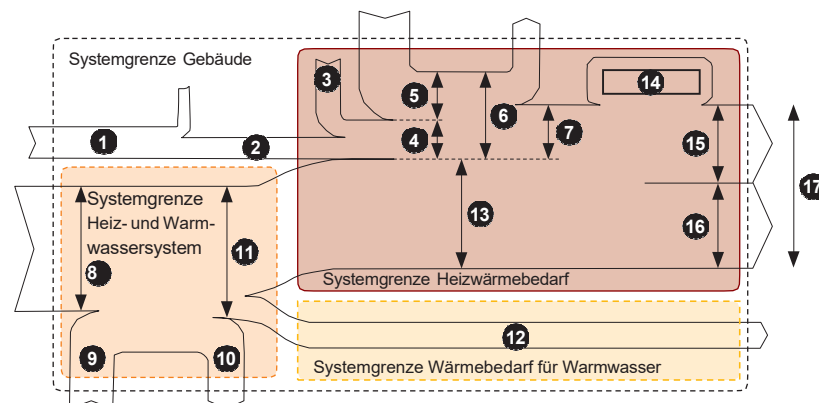 Systemgrenze Gebäude
3
14
5
6
7
15
1
2
4
17
Systemgrenze
Heiz- und Warm-
wassersystem
13
16
11
8
Systemgrenze Heizwärmebedarf
12
9
10
Systemgrenze Wärmebedarf für Warmwasser